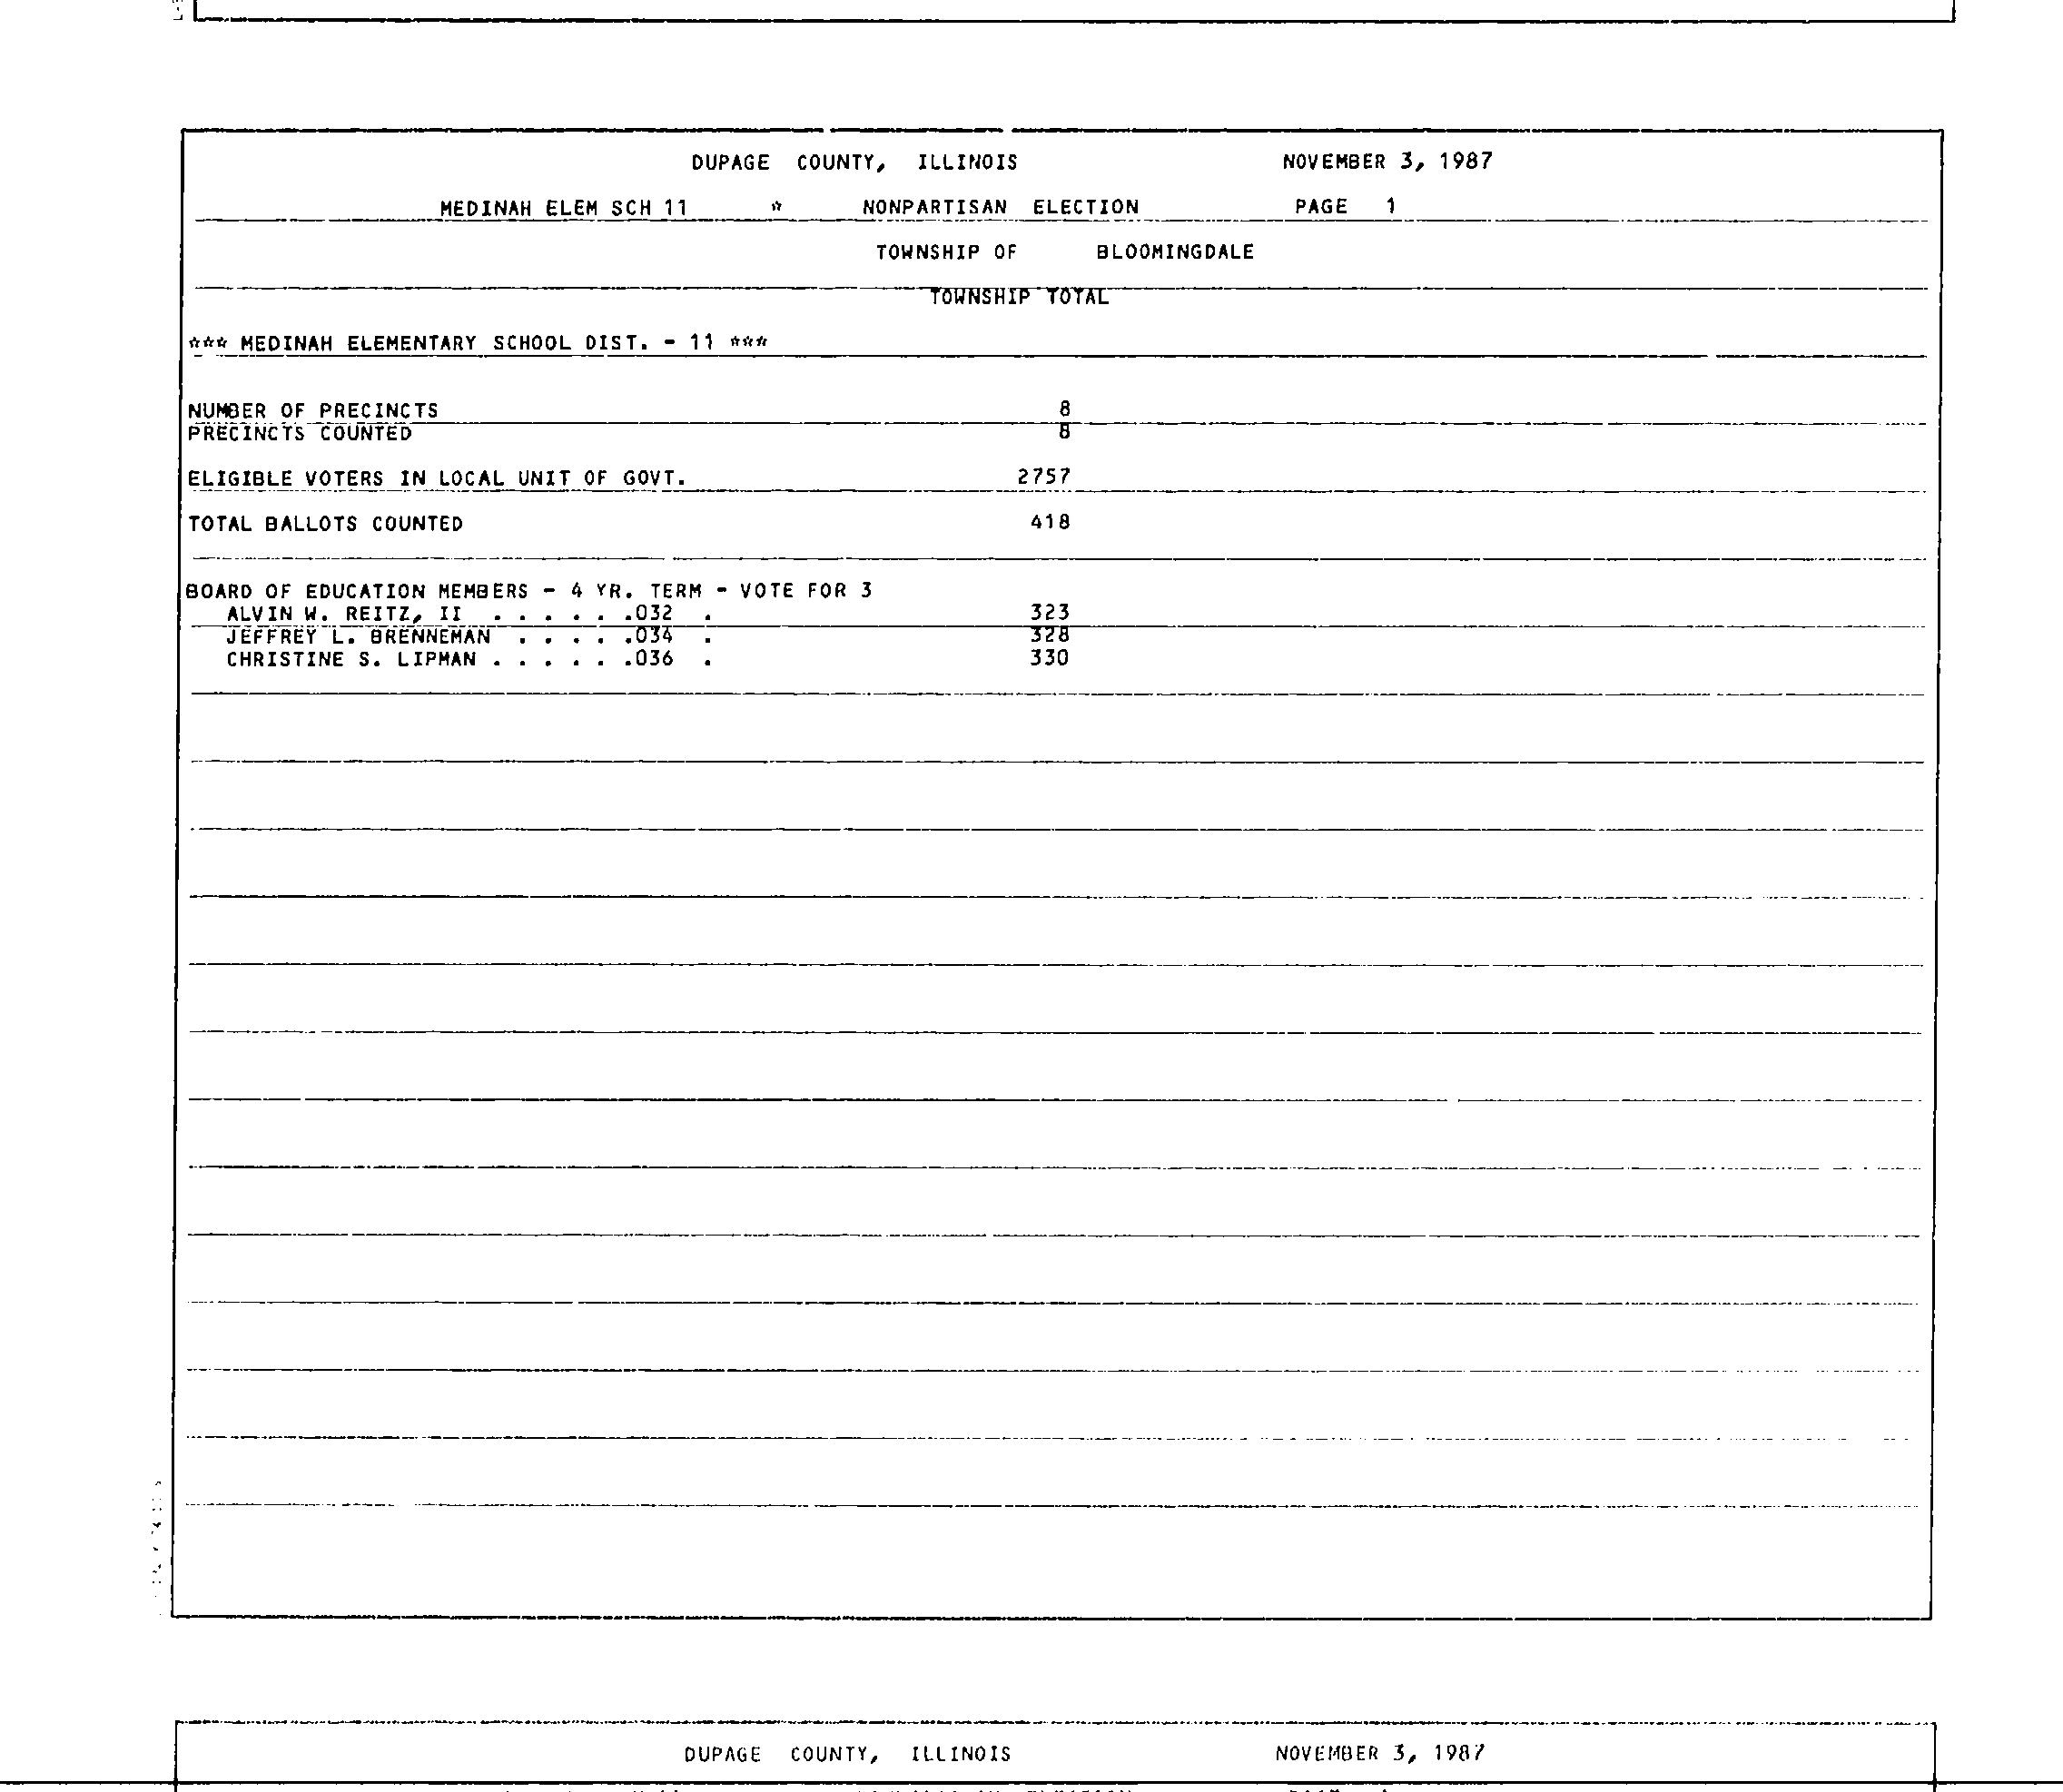 DUPAGE COUNTY, ILLINOIS NOVEMBER 3, 1987
MEDINAH ELEM SCH 11 * NONPARTISAN ELECTION PAGE 1
TOWNSHIP OF BLOOMINGDALE
TOWNSHIP TOTAL
*** MEDINAH ELEMENTARY SCHOOL DIST. - 11 ***
NUMBER OF PRECINCTS 8
PRECINCTS COUNTED 8
ELIGIBLE VOTERS IN LOCAL UNIT OF GOVT. 2757
TOTAL BALLOTS COUNTED 418
BOARD OF EDUCATION MEMBERS - 4 YR. TERM - VOTE FOR 3
ALVIN W. REITZ, II . . . . . .032 . 323
JEFFREY L. BRENNEMAN . . . . .034 . 328
CHRISTINE S. LIPMAN . . . . . .036 . 330
DUPAGE COUNTY, ILLINOIS NOVEMBER 3, 1987